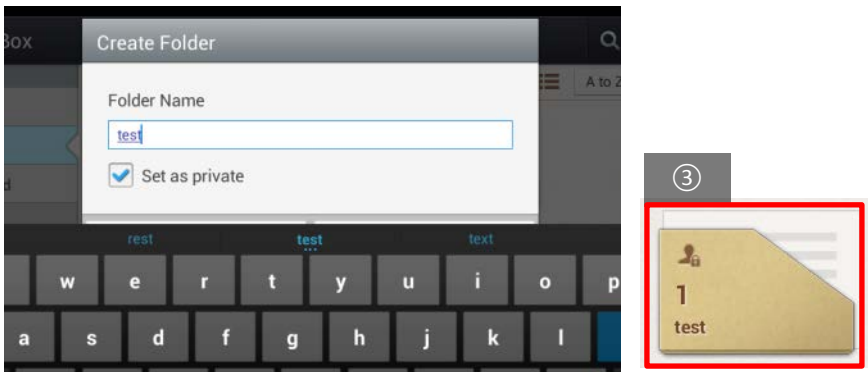 Box
Create Folder
A to Z
Folder Name
test
Set as private
③
rest test text
w e r t y u i o p
a s d f g h j k l
1
test